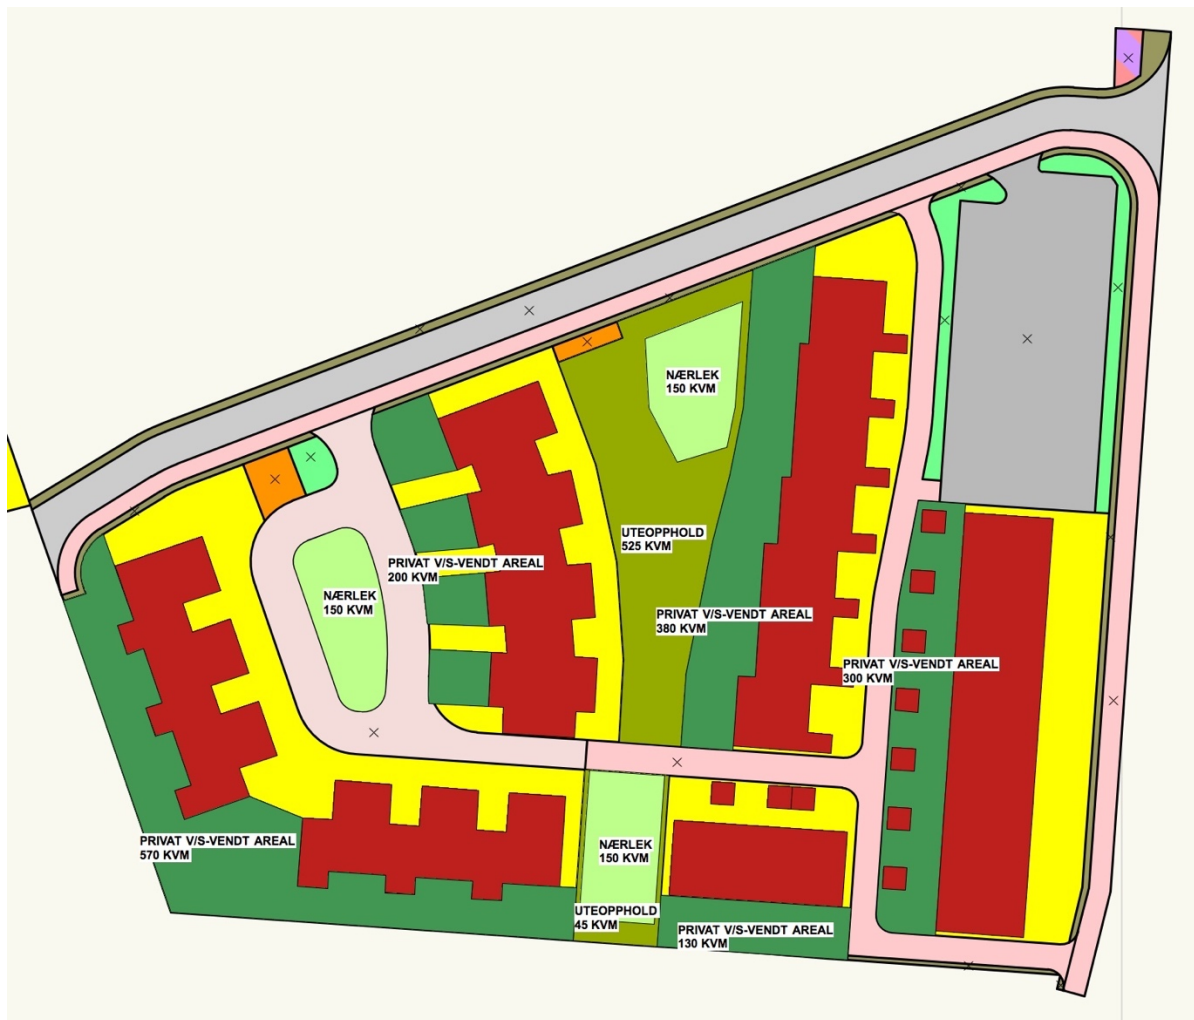 NÆRLEK
150 KVM
UTEOPPHOLD
525 KVM
PRIVAT V/S-VENDT AREAL
200 KVM
NÆRLEK
150 KVM
PRIVAT V/S-VENDT AREAL
380 KVM
PRIVAT V/S-VENDT AREAL
300 KVM
PRIVAT V/S-VENDT AREAL
570 KVM
NÆRLEK
150 KVM
UTEOPPHOLD
45 KVM
PRIVAT V/S-VENDT AREAL
130 KVM